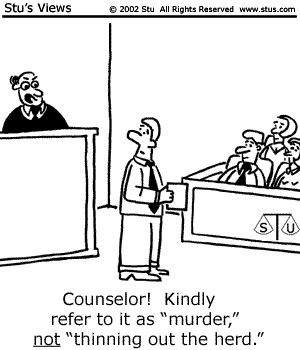 Stu's Views © 2002 Stu All Rights Reserved www.stus.com
S U
Counselor! Kindly
refer to it as “murder,”
not “thinning out the herd.”